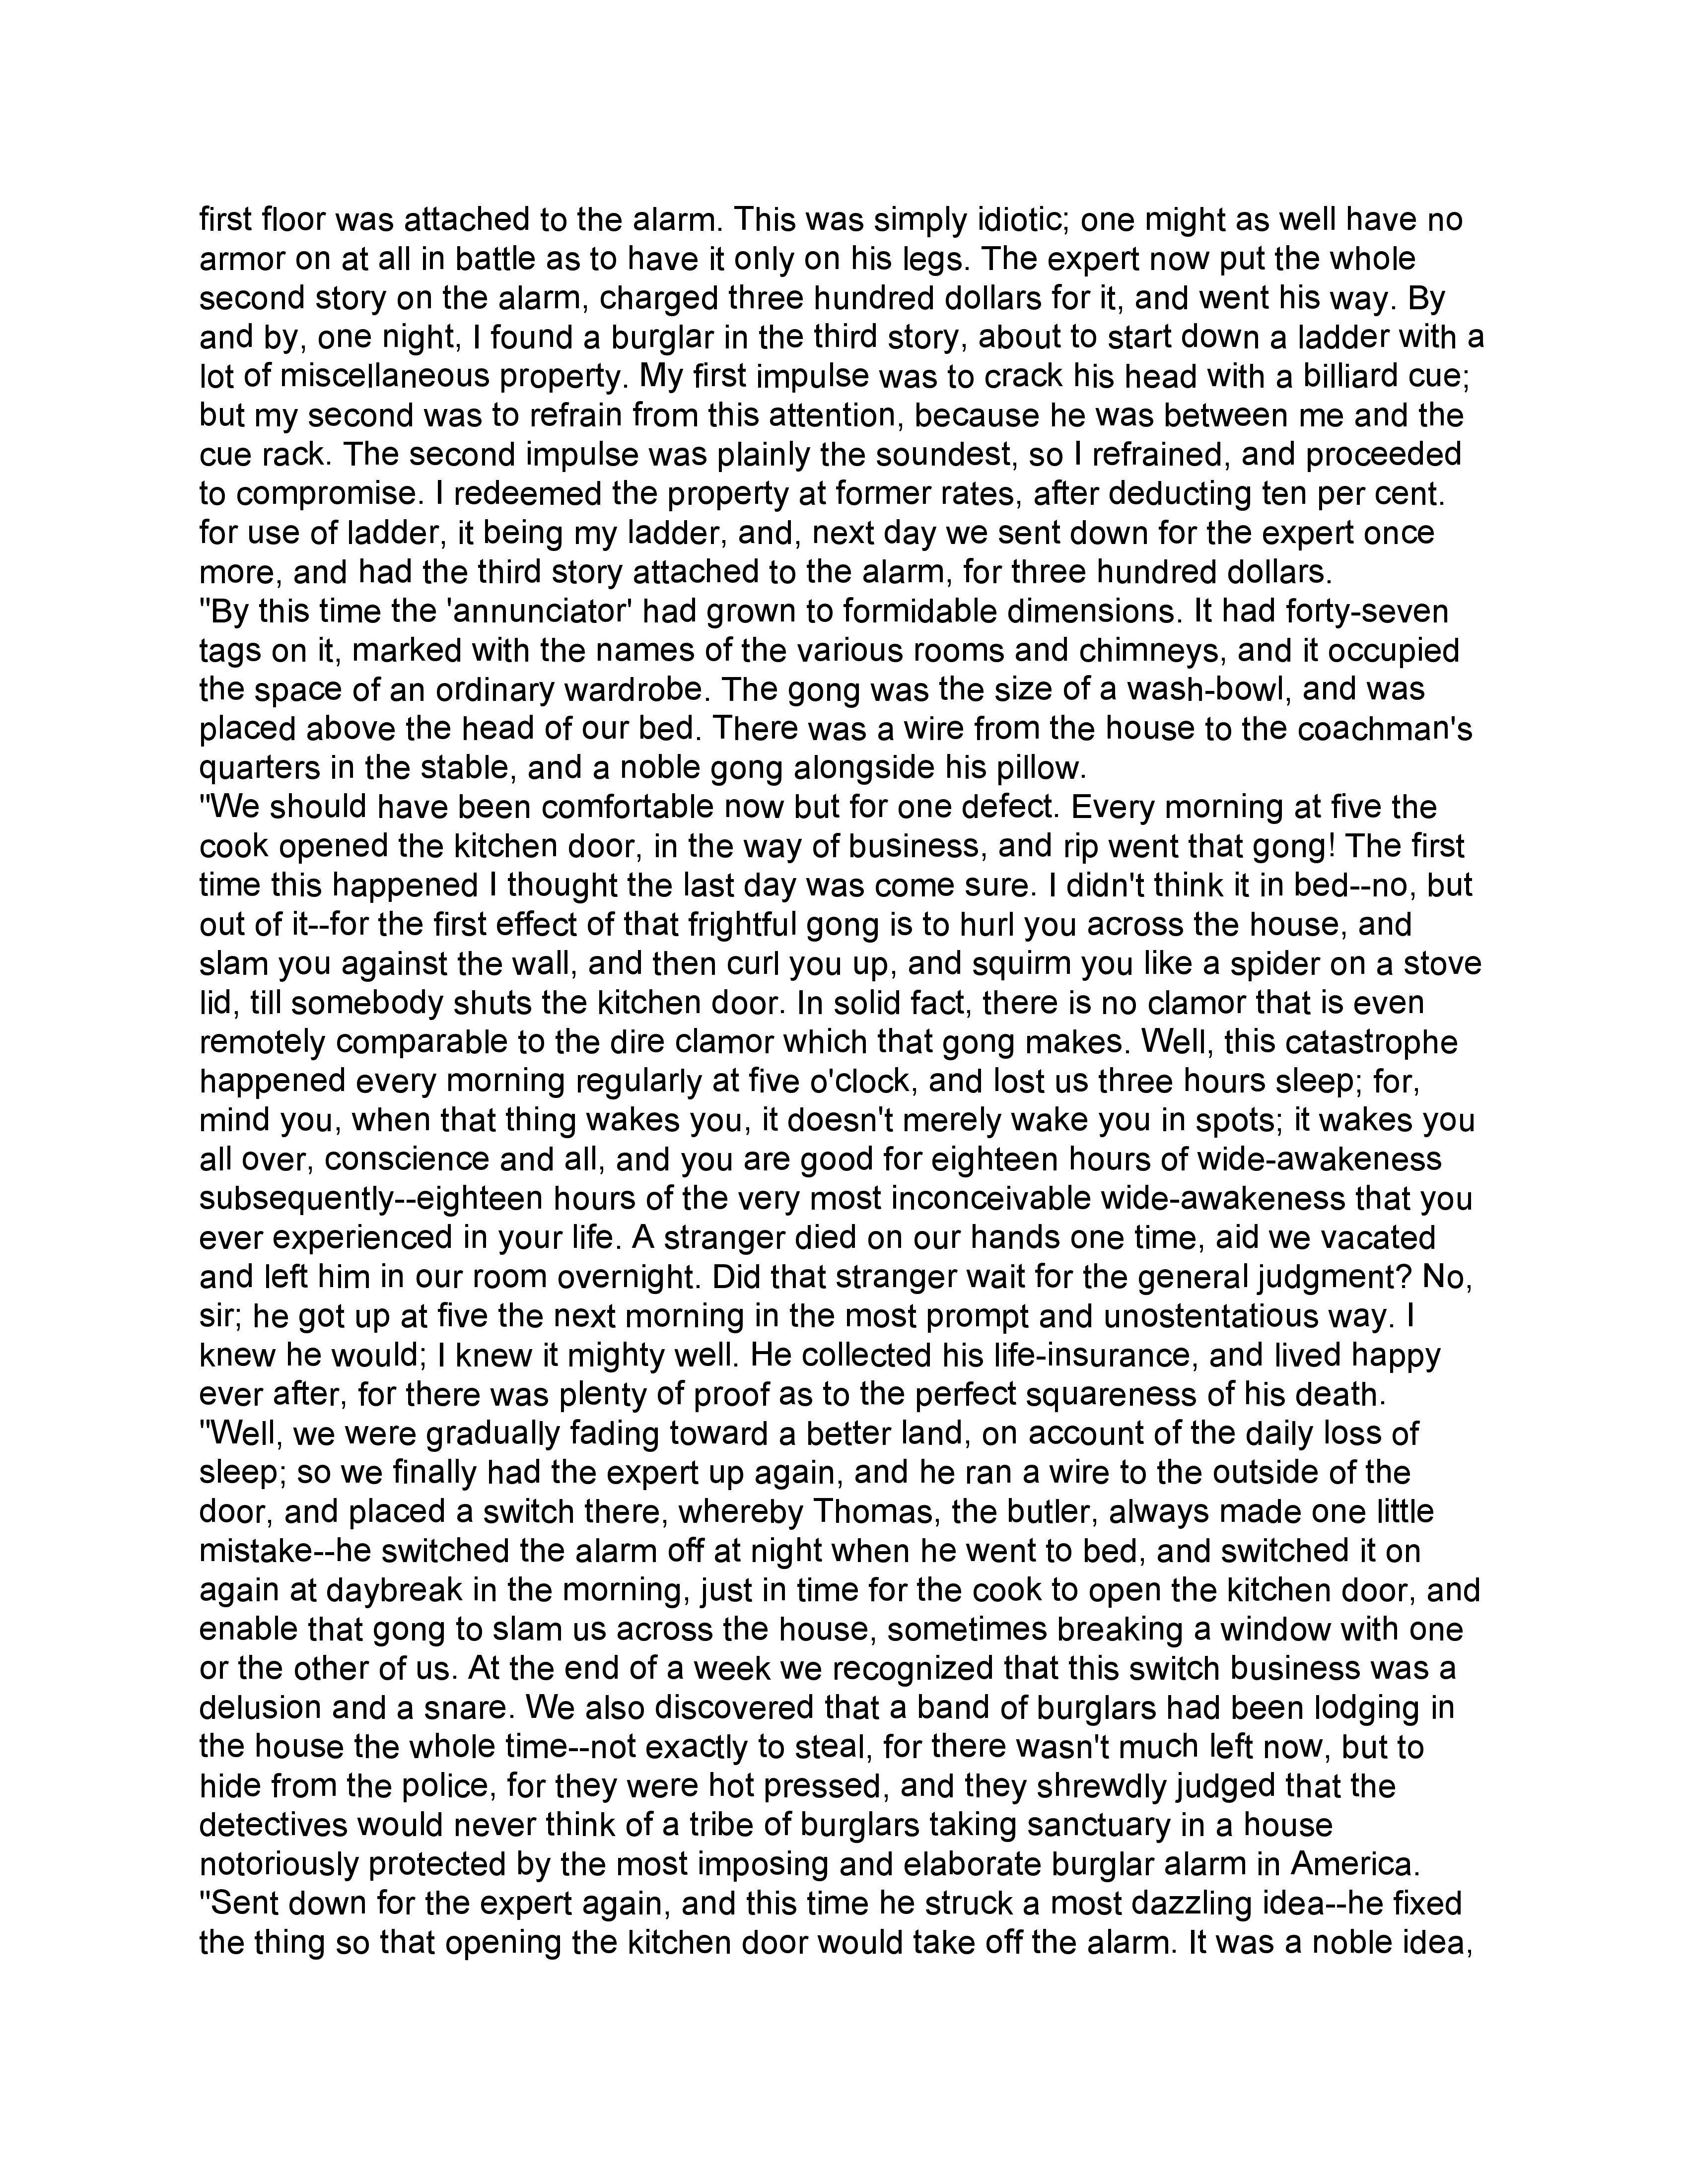 first floor was attached to the alarm. This was simply idiotic; one might as well have no
armor on at all in battle as to have it only on his legs. The expert now put the whole
second story on the alarm, charged three hundred dollars for it, and went his way. By
and by, one night, I found a burglar in the third story, about to start down a ladder with a
lot of miscellaneous property. My first impulse was to crack his head with a billiard cue;
but my second was to refrain from this attention, because he was between me and the
cue rack. The second impulse was plainly the soundest, so I refrained, and proceeded
to compromise. I redeemed the property at former rates, after deducting ten per cent.
for use of ladder, it being my ladder, and, next day we sent down for the expert once
more, and had the third story attached to the alarm, for three hundred dollars.
"By this time the 'annunciator' had grown to formidable dimensions. It had forty-seven
tags on it, marked with the names of the various rooms and chimneys, and it occupied
the space of an ordinary wardrobe. The gong was the size of a wash-bowl, and was
placed above the head of our bed. There was a wire from the house to the coachman's
quarters in the stable, and a noble gong alongside his pillow.
"We should have been comfortable now but for one defect. Every morning at five the
cook opened the kitchen door, in the way of business, and rip went that gong! The first
time this happened I thought the last day was come sure. I didn't think it in bed--no, but
out of it--for the first effect of that frightful gong is to hurl you across the house, and
slam you against the wall, and then curl you up, and squirm you like a spider on a stove
lid, till somebody shuts the kitchen door. In solid fact, there is no clamor that is even
remotely comparable to the dire clamor which that gong makes. Well, this catastrophe
happened every morning regularly at five o'clock, and lost us three hours sleep; for,
mind you, when that thing wakes you, it doesn't merely wake you in spots; it wakes you
all over, conscience and all, and you are good for eighteen hours of wide-awakeness
subsequently--eighteen hours of the very most inconceivable wide-awakeness that you
ever experienced in your life. A stranger died on our hands one time, aid we vacated
and left him in our room overnight. Did that stranger wait for the general judgment? No,
sir; he got up at five the next morning in the most prompt and unostentatious way. I
knew he would; I knew it mighty well. He collected his life-insurance, and lived happy
ever after, for there was plenty of proof as to the perfect squareness of his death.
"Well, we were gradually fading toward a better land, on account of the daily loss of
sleep; so we finally had the expert up again, and he ran a wire to the outside of the
door, and placed a switch there, whereby Thomas, the butler, always made one little
mistake--he switched the alarm off at night when he went to bed, and switched it on
again at daybreak in the morning, just in time for the cook to open the kitchen door, and
enable that gong to slam us across the house, sometimes breaking a window with one
or the other of us. At the end of a week we recognized that this switch business was a
delusion and a snare. We also discovered that a band of burglars had been lodging in
the house the whole time--not exactly to steal, for there wasn't much left now, but to
hide from the police, for they were hot pressed, and they shrewdly judged that the
detectives would never think of a tribe of burglars taking sanctuary in a house
notoriously protected by the most imposing and elaborate burglar alarm in America.
"Sent down for the expert again, and this time he struck a most dazzling idea--he fixed
the thing so that opening the kitchen door would take off the alarm. It was a noble idea,